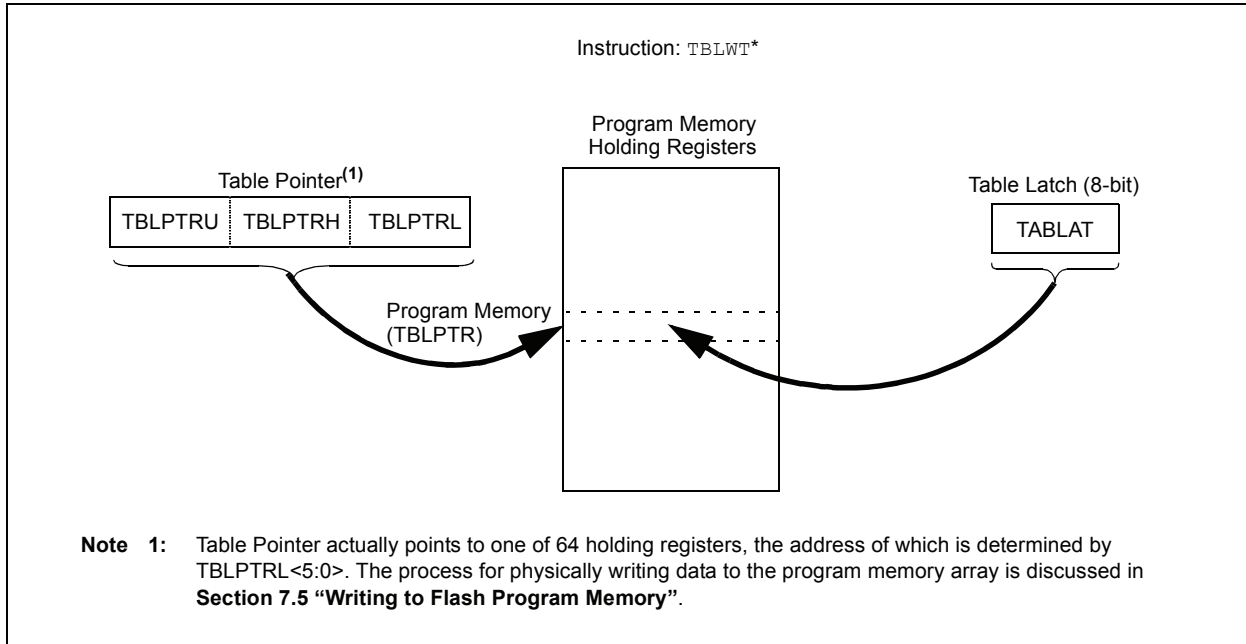 Instruction: TBLWT*
Program Memory
Holding Registers
Table Pointer(1)
Table Latch (8-bit)
TBLPTRU TBLPTRH TBLPTRL
TABLAT
Program Memory
(TBLPTR)
Note 1: Table Pointer actually points to one of 64 holding registers, the address of which is determined by
TBLPTRL<5:0>. The process for physically writing data to the program memory array is discussed in
Section 7.5 “Writing to Flash Program Memory”.